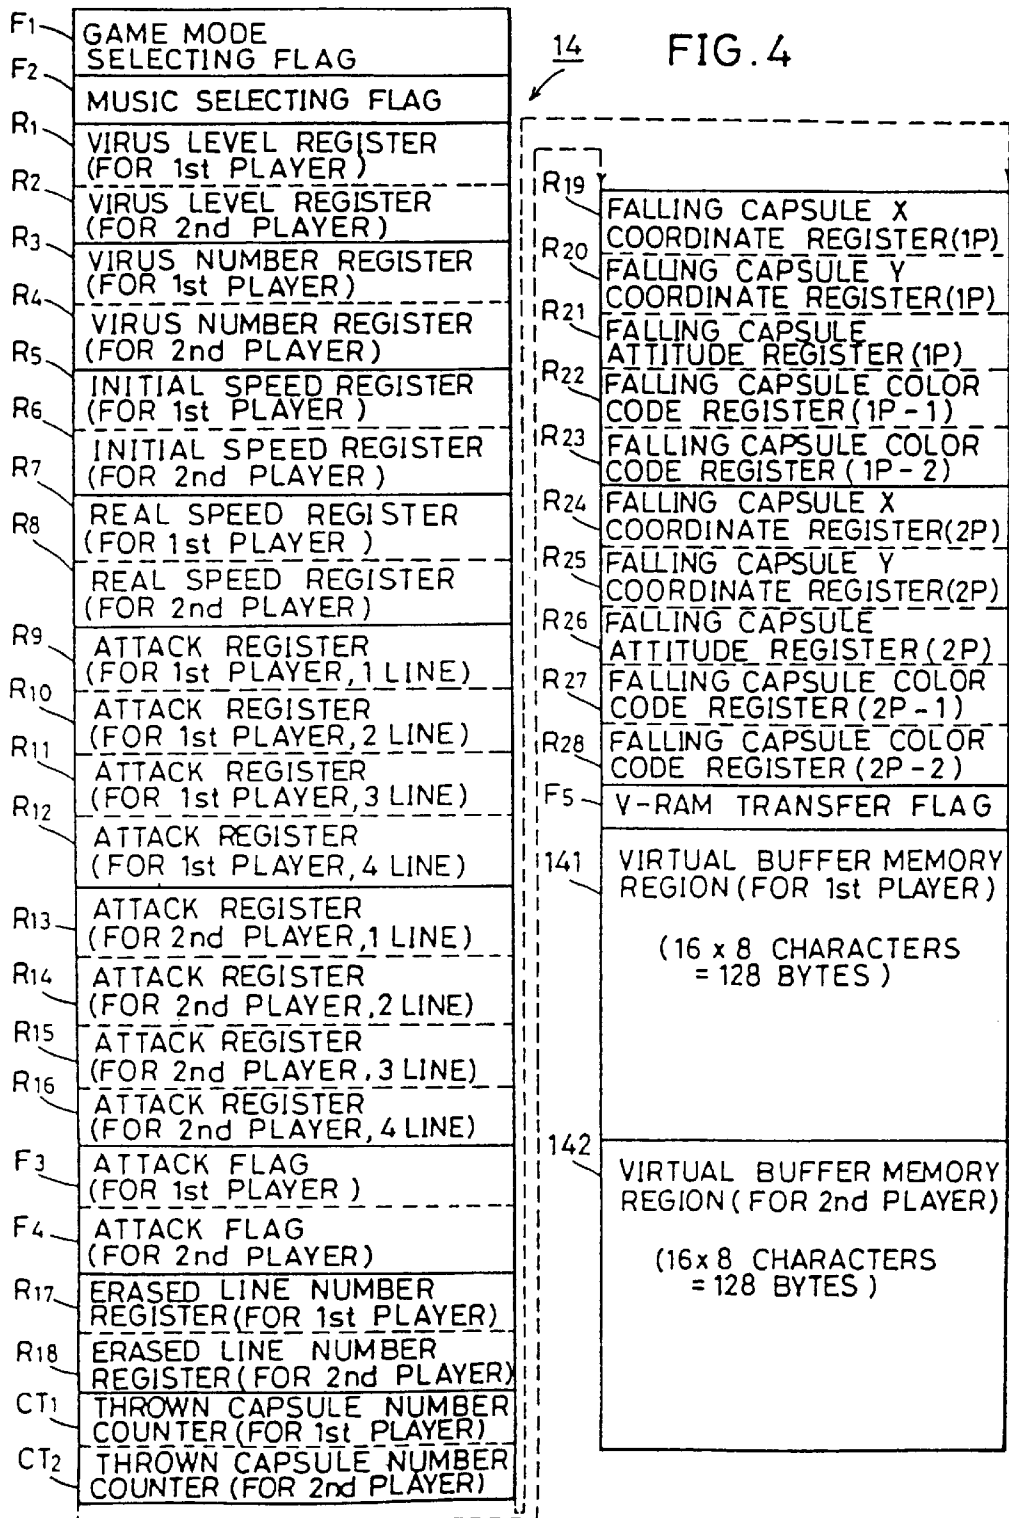 FIG. 4
14
F1
GAME MODE
SELECTING FLAG
F2
MUSIC SELECTING FLAG
R1
VIRUS LEVEL REGISTER
(FOR 1st PLAYER)
R2
VIRUS LEVEL REGISTER
(FOR 2nd PLAYER)
R3
VIRUS NUMBER REGISTER
(FOR 1st PLAYER)
R4
VIRUS NUMBER REGISTER
(FOR 2nd PLAYER)
R5
INITIAL SPEED REGISTER
(FOR 1st PLAYER)
R6
INITIAL SPEED REGISTER
(FOR 2nd PLAYER)
R7
REAL SPEED REGISTER
(FOR 1st PLAYER )
R8
REAL SPEED REGISTER
(FOR 2nd PLAYER)
R9
ATTACK REGISTER
(FOR 1st PLAYER, 1 LINE)
R10
ATTACK REGISTER
(FOR 1st PLAYER, 2 LINE)
R11
ATTACK REGISTER
(FOR 1st PLAYER, 3 LINE)
R12
ATTACK REGISTER
(FOR 1st PLAYER, 4 LINE)
R13
ATTACK REGISTER
(FOR 2nd PLAYER, 1 LINE)
R14
ATTACK REGISTER
(FOR 2nd PLAYER, 2 LINE)
R15
ATTACK REGISTER
(FOR 2nd PLAYER, 3 LINE)
R16
ATTACK REGISTER
(FOR 2nd PLAYER, 4 LINE)
F3
ATTACK FLAG
(FOR 1st PLAYER )
F4
ATTACK FLAG
(FOR 2nd PLAYER)
R17
ERASED LINE NUMBER
REGISTER (FOR 1st PLAYER)
R18
ERASED LINE NUMBER
REGISTER (FOR 2nd PLAYER)
CT1
THROWN CAPSULE NUMBER
COUNTER (FOR 1st PLAYER)
CT2
THROWN CAPSULE NUMBER
COUNTER (FOR 2nd PLAYER)
R19
FALLING CAPSULE X
COORDINATE REGISTER(1P)
R20
FALLING CAPSULE Y
COORDINATE REGISTER(1P)
R21
FALLING CAPSULE
ATTITUDE REGISTER (1P)
R22
FALLING CAPSULE COLOR
CODE REGISTER (1P-1)
R23
FALLING CAPSULE COLOR
CODE REGISTER (1P-2)
R24
FALLING CAPSULE X
COORDINATE REGISTER(2P)
R25
FALLING CAPSULE Y
COORDINATE REGISTER(2P)
R26
FALLING CAPSULE
ATTITUDE REGISTER (2P)
R27
FALLING CAPSULE COLOR
CODE REGISTER (2P-1)
R28
FALLING CAPSULE COLOR
CODE REGISTER (2P-2)
F5
V-RAM TRANSFER FLAG
141
VIRTUAL BUFFER MEMORY
REGION (FOR 1st PLAYER)
(16 x 8 CHARACTERS
= 128 BYTES )
142
VIRTUAL BUFFER MEMORY
REGION ( FOR 2nd PLAYER)
(16 x 8 CHARACTERS
= 128 BYTES )